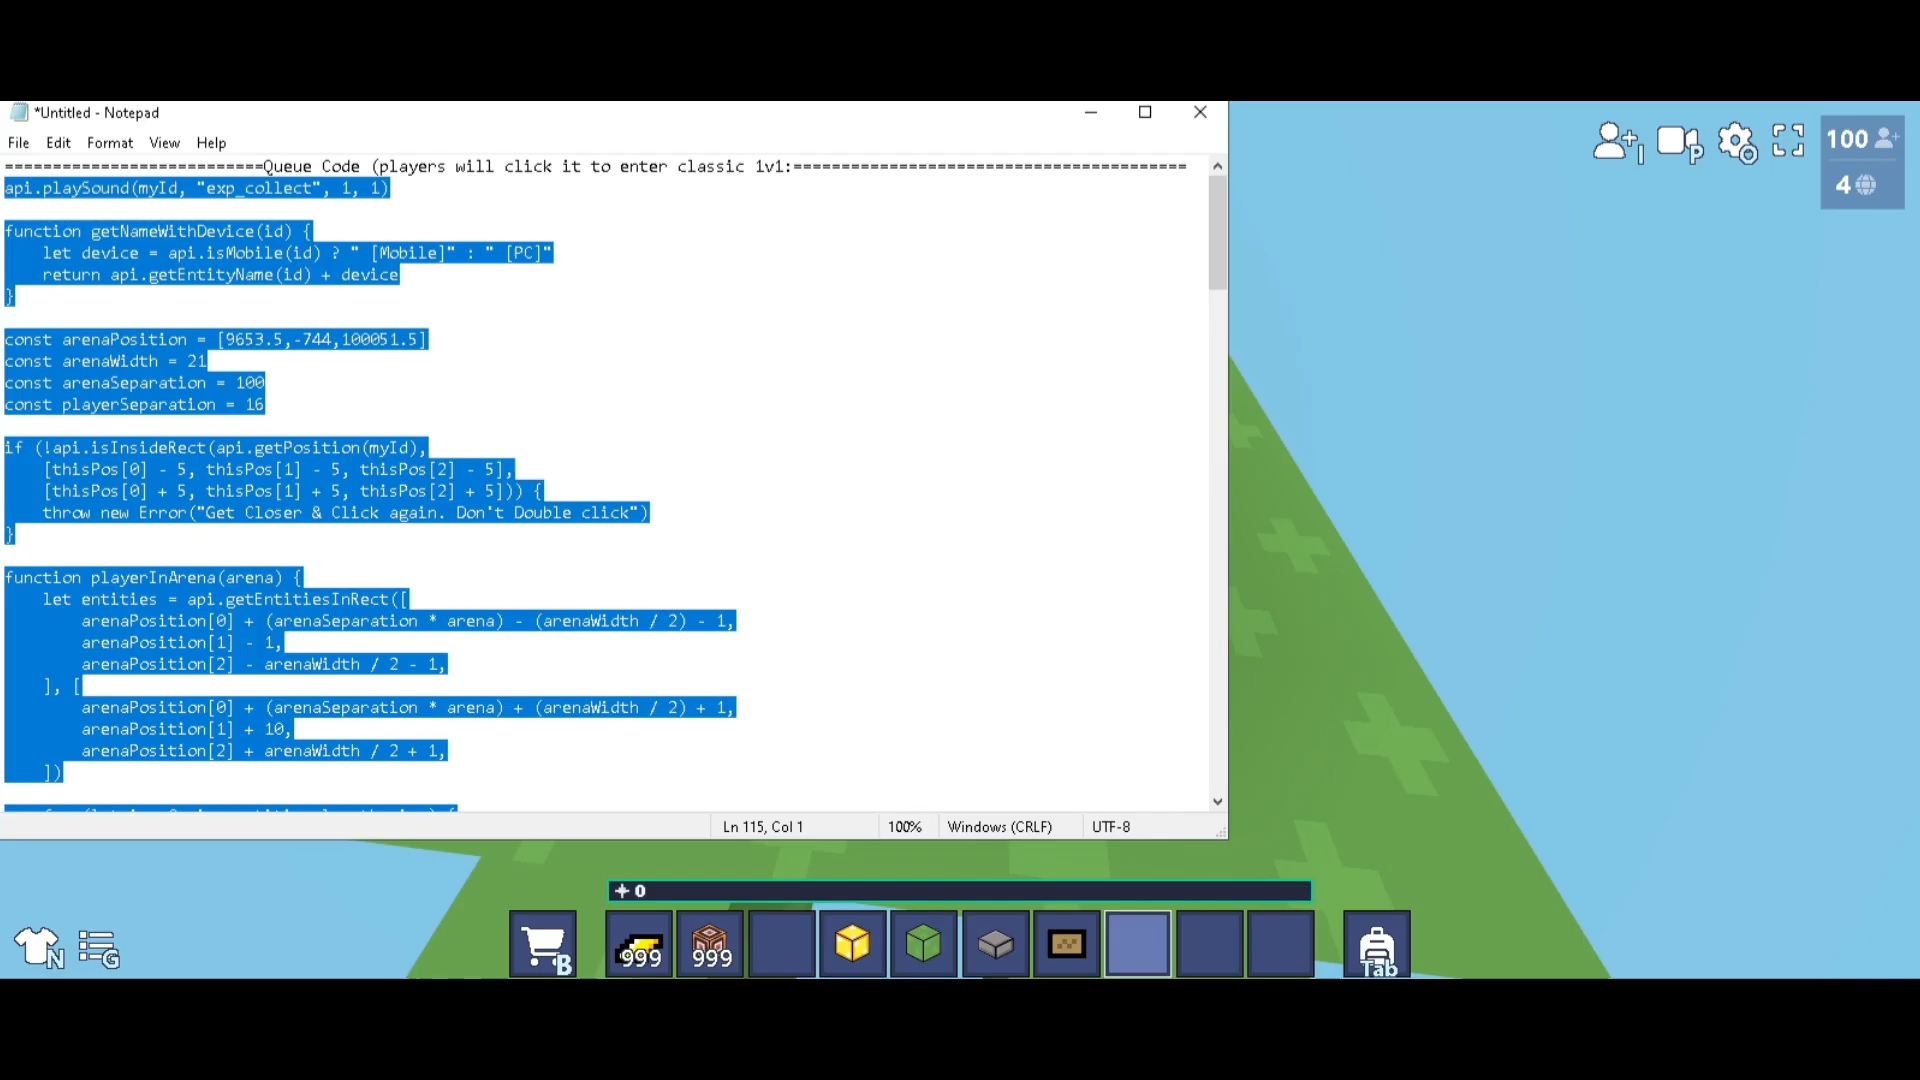 *Untitled - Notepad
File Edit Format View Help
===========================Queue Code (players will click it to enter classic 1v1:=========================================
api.playSound(myId, "exp_collect", 1, 1)
function getNameWithDevice(id) {
    let device = api.isMobile(id) ? " [Mobile]" : " [PC]"
    return api.getEntityName(id) + device
}
const arenaPosition = [9653.5,-744,100051.5]
const arenaWidth = 21
const arenaSeparation = 100
const playerSeparation = 16
if (!api.isInsideRect(api.getPosition(myId),
    [thisPos[0] - 5, thisPos[1] - 5, thisPos[2] - 5],
    [thisPos[0] + 5, thisPos[1] + 5, thisPos[2] + 5])) {
    throw new Error("Get Closer & Click again. Don't Double click")
}
function playerInArena(arena) {
    let entities = api.getEntitiesInRect([
        arenaPosition[0] + (arenaSeparation * arena) - (arenaWidth / 2) - 1,
        arenaPosition[1] - 1,
        arenaPosition[2] - arenaWidth / 2 - 1,
    ], [
        arenaPosition[0] + (arenaSeparation * arena) + (arenaWidth / 2) + 1,
        arenaPosition[1] + 10,
        arenaPosition[2] + arenaWidth / 2 + 1,
    ])
Ln 115, Col 1 100% Windows (CRLF) UTF-8
I P O 100
4
0
N G B 999 999 Tab